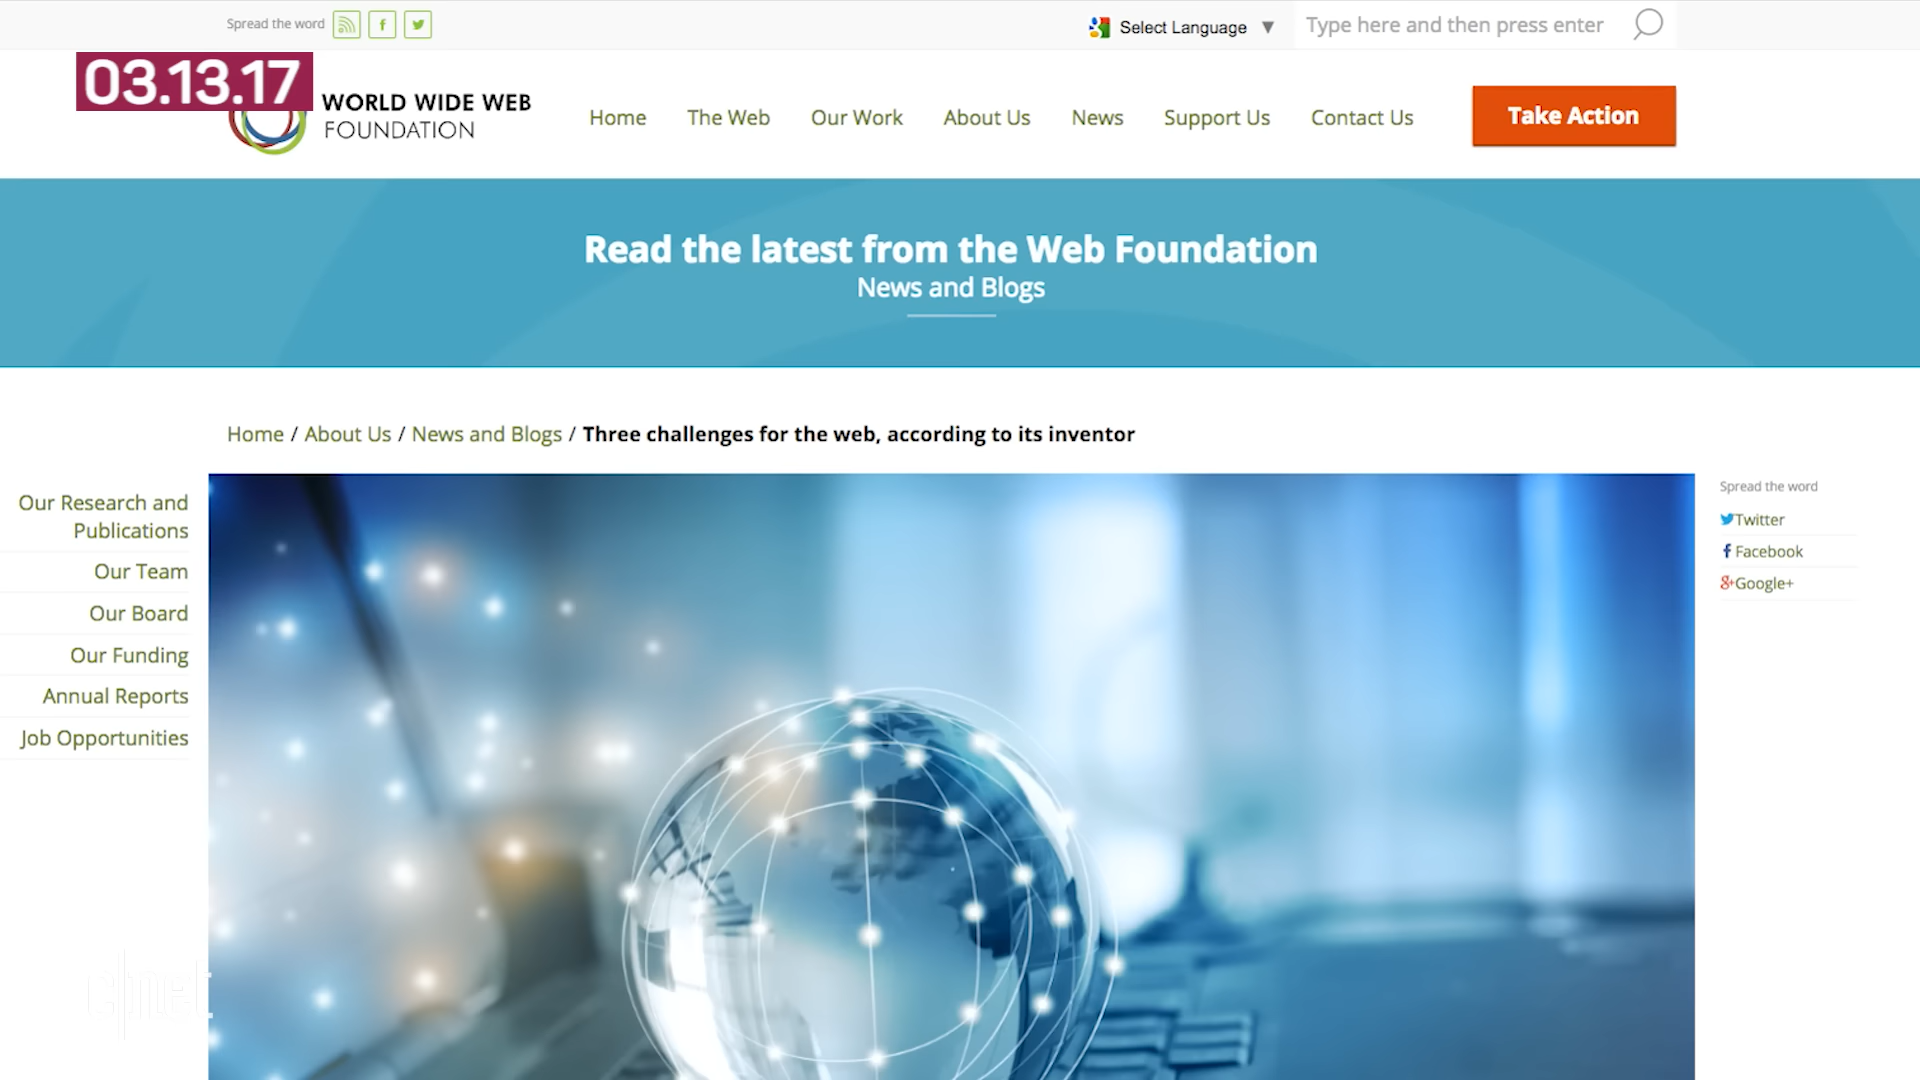 Spread the word
Select Language ▼
Type here and then press enter
03.13.17
WORLD WIDE WEB
FOUNDATION
Home
The Web
Our Work
About Us
News
Support Us
Contact Us
Take Action
Read the latest from the Web Foundation
News and Blogs
Home / About Us / News and Blogs / Three challenges for the web, according to its inventor
Our Research and
Publications
Our Team
Our Board
Our Funding
Annual Reports
Job Opportunities
Spread the word
Twitter
Facebook
Google+
c|net